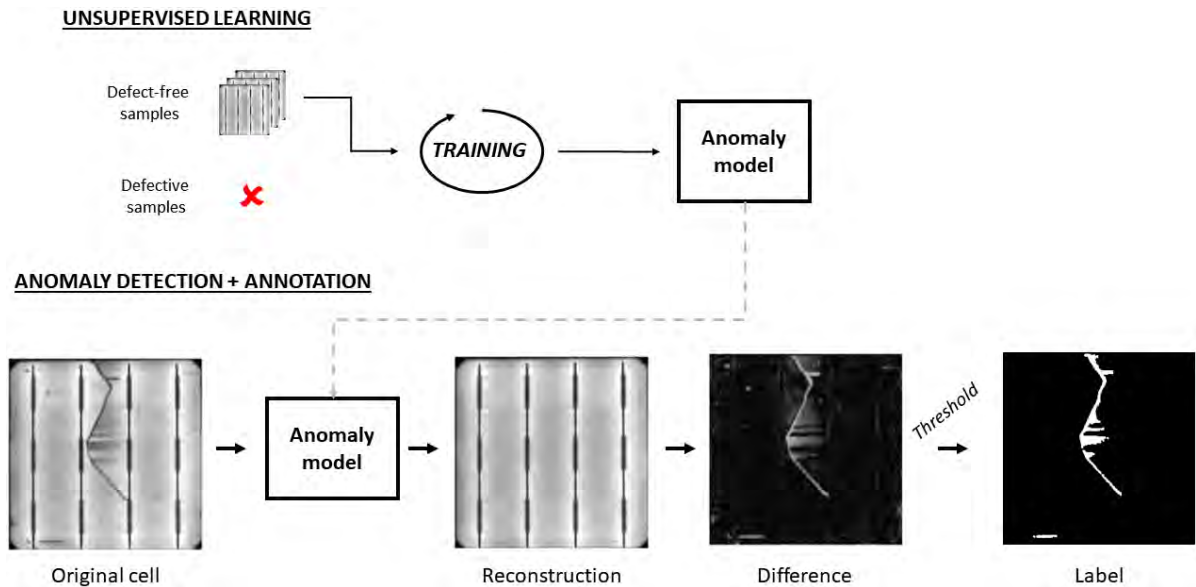 UNSUPERVISED LEARNING
Defect-free
samples
TRAINING
Anomaly
model
Defective
samples
ANOMALY DETECTION + ANNOTATION
Anomaly
model
Threshold
Original cell
Reconstruction
Difference
Label